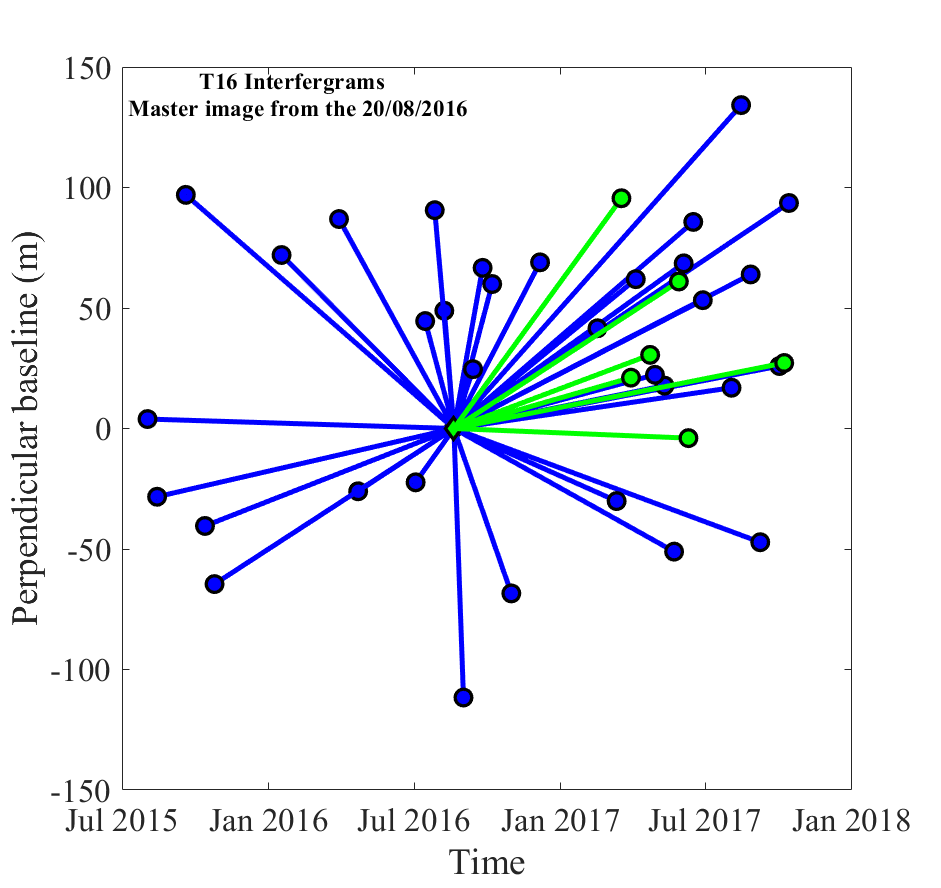 T16 Interfergrams
Master image from the 20/08/2016
150
100
50
0
-50
-100
-150
Perpendicular baseline (m)
Jul 2015 Jan 2016 Jul 2016 Jan 2017 Jul 2017 Jan 2018
Time